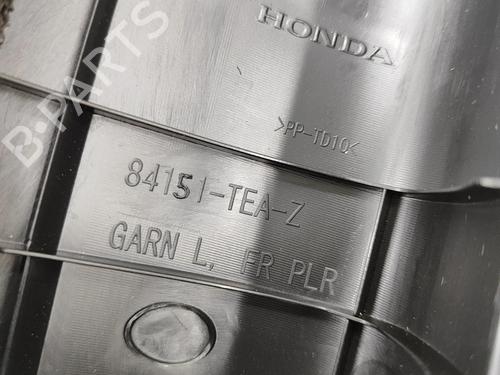 HONDA
>PP-TD10<
84151-TEA-Z
GARN L, FR PLR
B-PARTS